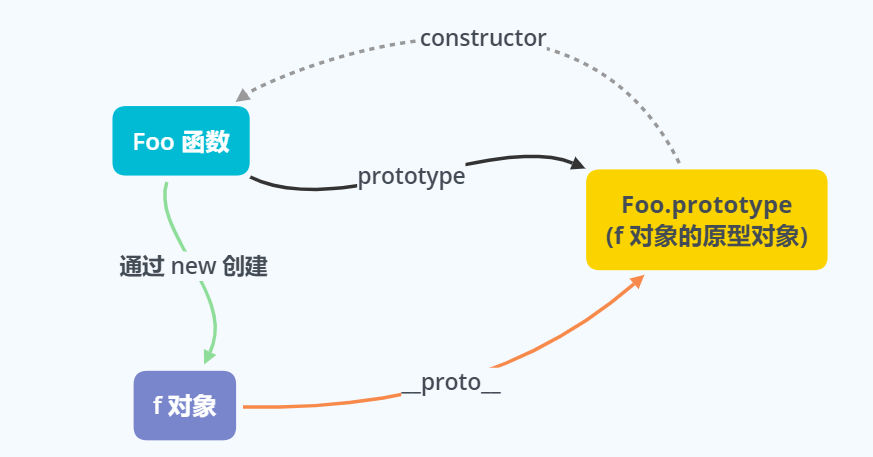 constructor
Foo 函数
prototype
Foo.prototype
(f 对象的原型对象)
通过 new 创建
__proto__
f 对象